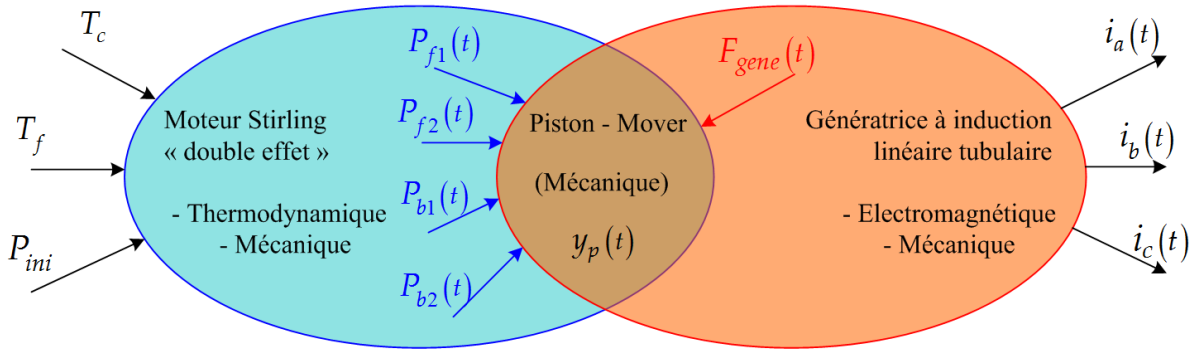 T_c
T_f
P_ini
Moteur Stirling
« double effet »
- Thermodynamique
- Mécanique
P_f1(t)
P_f2(t)
P_b1(t)
P_b2(t)
Piston - Mover
(Mécanique)
y_p(t)
F_gene(t)
Génératrice à induction
linéaire tubulaire
- Electromagnétique
- Mécanique
i_a(t)
i_b(t)
i_c(t)